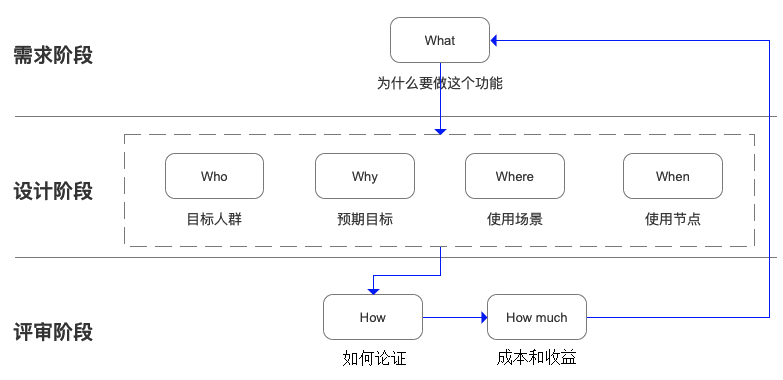 需求阶段
What
为什么要做这个功能
设计阶段
Who
Why
Where
When
目标人群
预期目标
使用场景
使用节点
评审阶段
How
How much
如何论证
成本和收益